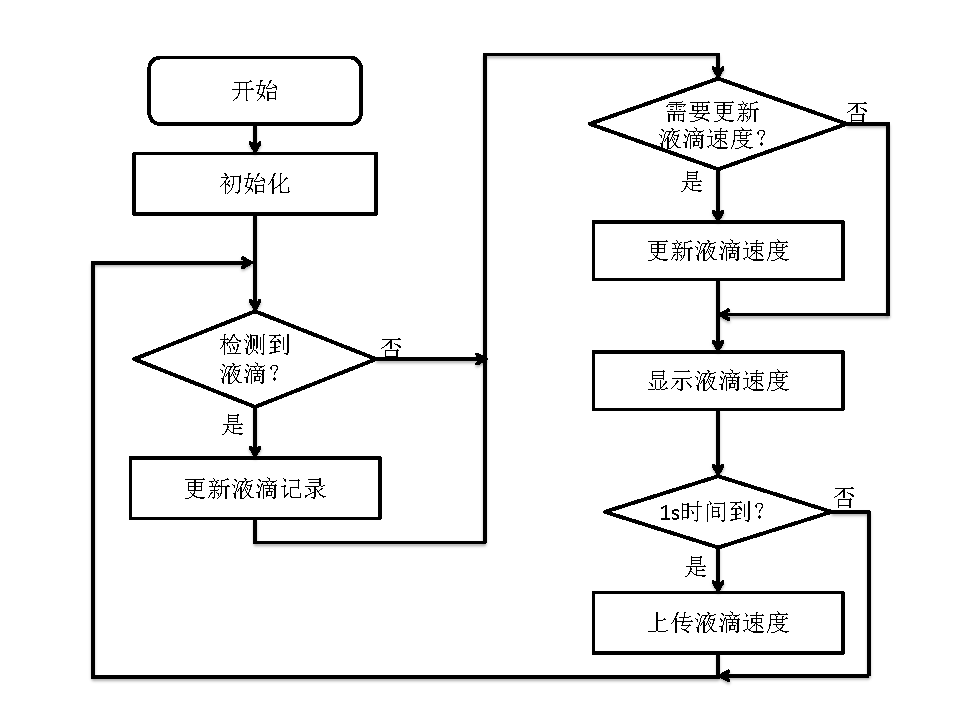 开始
初始化
检测到
液滴？
否
是
更新液滴记录
需要更新
液滴速度？
否
是
更新液滴速度
显示液滴速度
1s时间到？
否
是
上传液滴速度